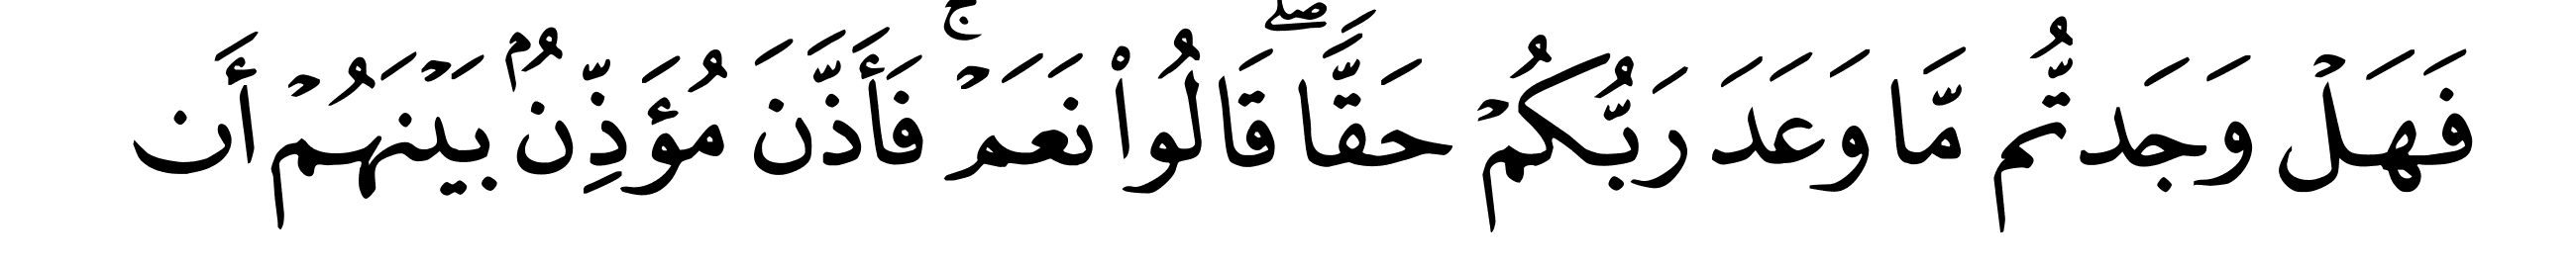 فَهَلۡ وَجَدتُّم مَّا وَعَدَ رَبُّكُمۡ حَقّٗاۖ قَالُواْ نَعَمۡۚ فَأَذَّنَ مُؤَذِّنُۢ بَيۡنَهُمۡ أَن